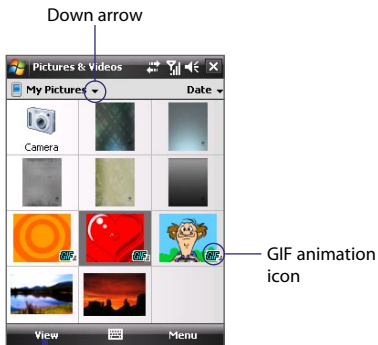 Down arrow
Pictures & Videos
My Pictures
Date
Camera
GIF
GIF
GIF
GIF animation
icon
View
Menu